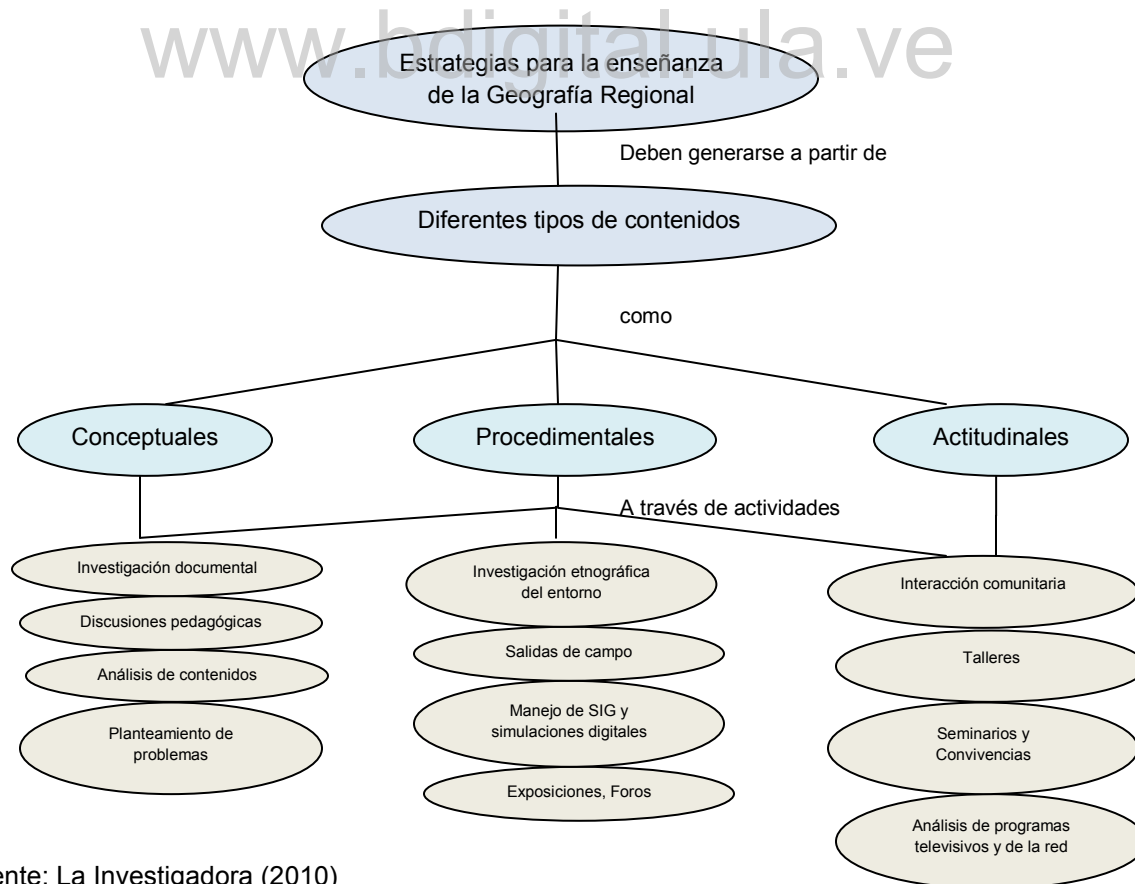 www.bdigital.ula.ve
Estrategias para la enseñanza
de la Geografía Regional
Deben generarse a partir de
Diferentes tipos de contenidos
como
Conceptuales
Procedimentales
Actitudinales
A través de actividades
Investigación documental
Discusiones pedagógicas
Análisis de contenidos
Planteamiento de
problemas
Investigación etnográfica
del entorno
Salidas de campo
Manejo de SIG y
simulaciones digitales
Exposiciones, Foros
Interacción comunitaria
Talleres
Seminarios y
Convivencias
Análisis de programas
televisivos y de la red
ente: La Investigadora (2010)